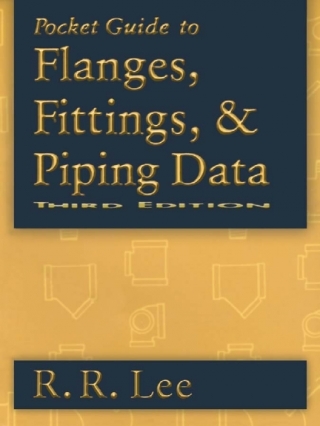 Pocket Guide to
Flanges,
Fittings, &
Piping Data
THIRD EDITION
R. R. Lee